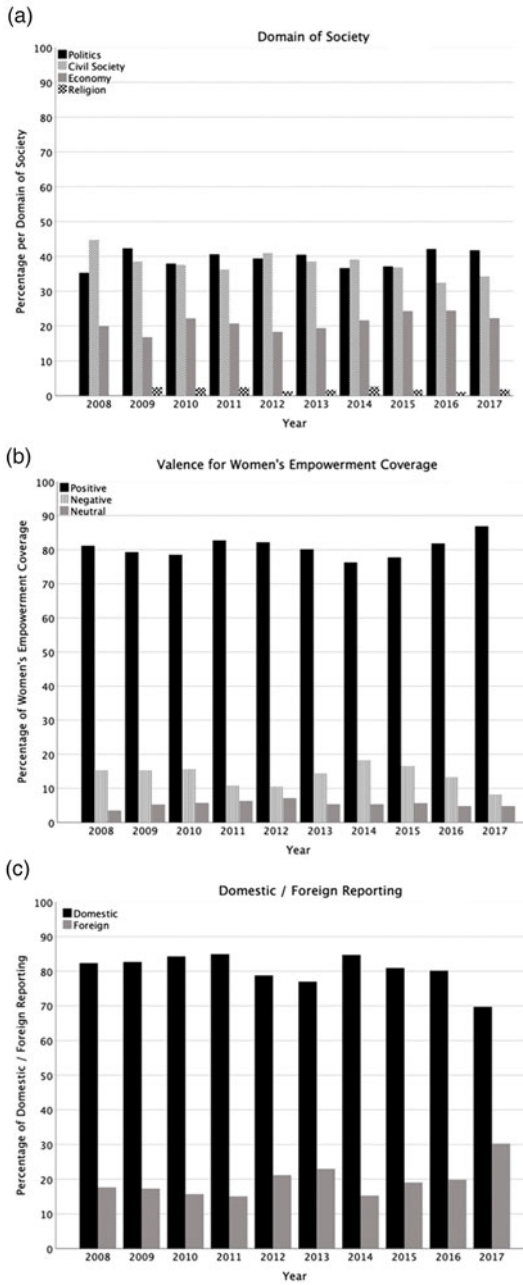 (a)
Domain of Society
Politics
Civil Society
Economy
Religion
Percentage per Domain of Society
100
90
80
70
60
50
40
30
20
10
0
2008 2009 2010 2011 2012 2013 2014 2015 2016 2017
Year
(b)
Valence for Women's Empowerment Coverage
Positive
Negative
Neutral
Percentage of Women's Empowerment Coverage
100
90
80
70
60
50
40
30
20
10
0
2008 2009 2010 2011 2012 2013 2014 2015 2016 2017
Year
(c)
Domestic / Foreign Reporting
Domestic
Foreign
Percentage of Domestic / Foreign Reporting
100
90
80
70
60
50
40
30
20
10
0
2008 2009 2010 2011 2012 2013 2014 2015 2016 2017
Year